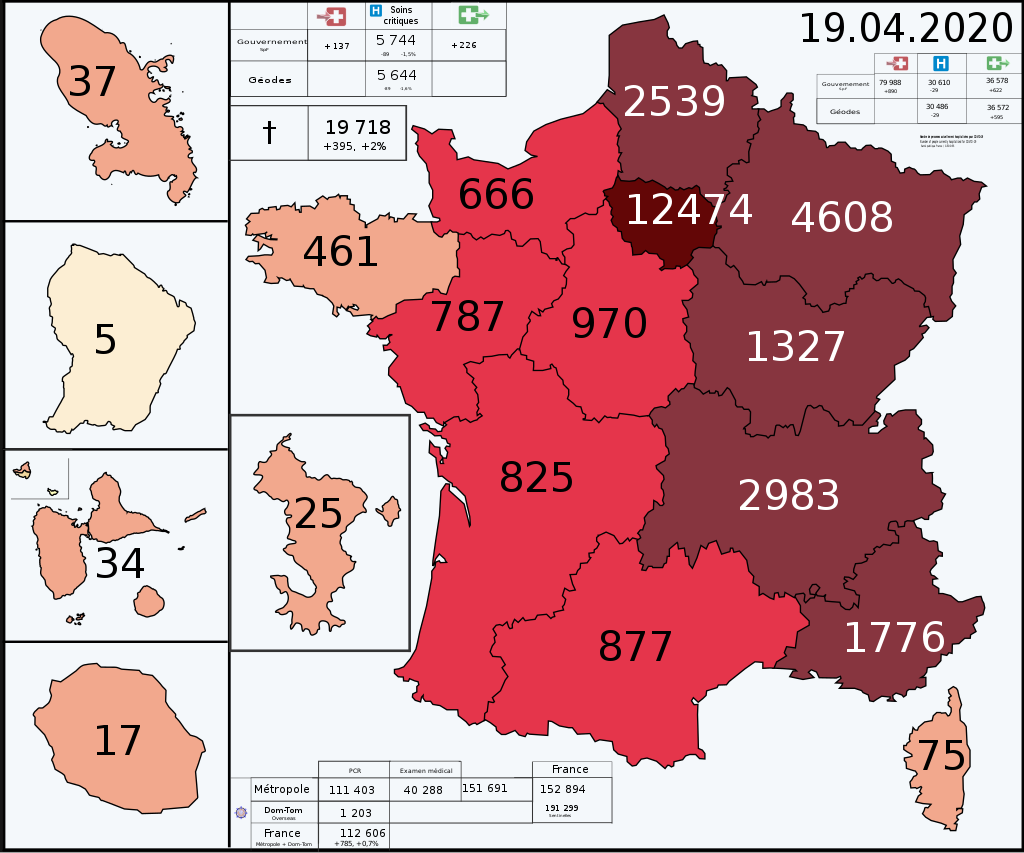 19.04.2020
Soins
critiques
Gouvernement
SpF
+137
5 744
-89 -1,5%
+226
Géodes
5 644
-89 -1,6%
† 19 718
+395, +2%
H
Gouvernement
SpF
79 988
+890
30 610
-29
36 578
+622
Géodes
30 486
-29
36 572
+595
37
5
34
17
25
2539
666
12474
4608
461
787
970
1327
825
2983
877
1776
75
PCR
Examen médical
France
Métropole
111 403
40 288
151 691
152 894
Dom-Tom
Overseas
1 203
191 299
Sentinelles
France
Métropole + Dom-Tom
112 606
+785, +0,7%